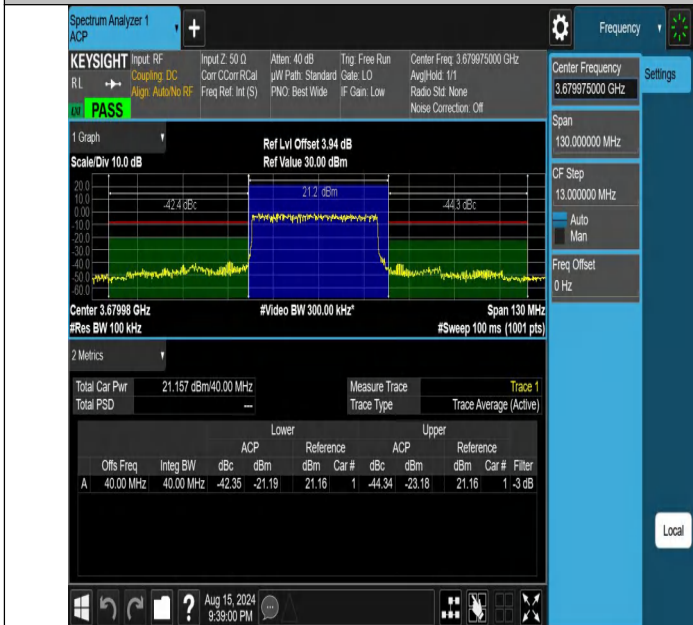 Spectrum Analyzer 1
ACP
+
Frequency
KEYSIGHT
RL
LXI
PASS
Input: RF
Coupling: DC
Align: Auto/No RF
Input Z: 50 Ω
Corr CCorr RCal
Freq Ref: Int (S)
Atten: 40 dB
µW Path: Standard
PNO: Best Wide
Trig: Free Run
Gate: LO
IF Gain: Low
Center Freq: 3.679975000 GHz
Avg|Hold: 1/1
Radio Std: None
Noise Correction: Off
Center Frequency
3.679975000 GHz
Settings
Span
130.000000 MHz
CF Step
13.000000 MHz
Auto
Man
Freq Offset
0 Hz
1 Graph
Scale/Div 10.0 dB
Ref Lvl Offset 3.94 dB
Ref Value 30.00 dBm
20.0
10.0
0.00
-10.0
-20.0
-30.0
-40.0
-50.0
-60.0
-42.4 dBc
21.2 dBm
-44.3 dBc
Center 3.67998 GHz
#Video BW 300.00 kHz*
Span 130 MHz
#Res BW 100 kHz
#Sweep 100 ms (1001 pts)
2 Metrics
Total Car Pwr 21.157 dBm/40.00 MHz
Total PSD ---
Measure Trace Trace 1
Trace Type Trace Average (Active)
Lower Upper
ACP Reference ACP Reference
Offs Freq Integ BW dBc dBm dBm Car # dBc dBm dBm Car # Filter
A 40.00 MHz 40.00 MHz -42.35 -21.19 21.16 1 -44.34 -23.18 21.16 1 -3 dB
Local
?
Aug 15, 2024
9:39:00 PM